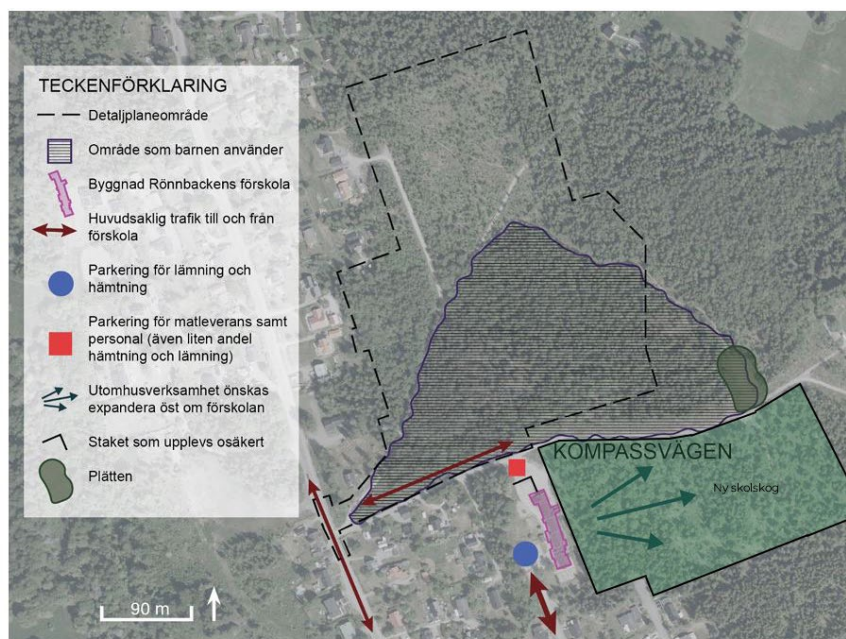 TECKENFÖRKLARING
Detaljplaneområde
Område som barnen använder
Byggnad Rönnbackens förskola
Huvudsaklig trafik till och från
förskola
Parkering för lämning och
hämtning
Parkering för matleverans samt
personal (även liten andel
hämtning och lämning)
Utomhusverksamhet önskas
expandera öst om förskolan
Staket som upplevs osäkert
Plätten
KOMPASSVÄGEN
Ny skolskog
90 m